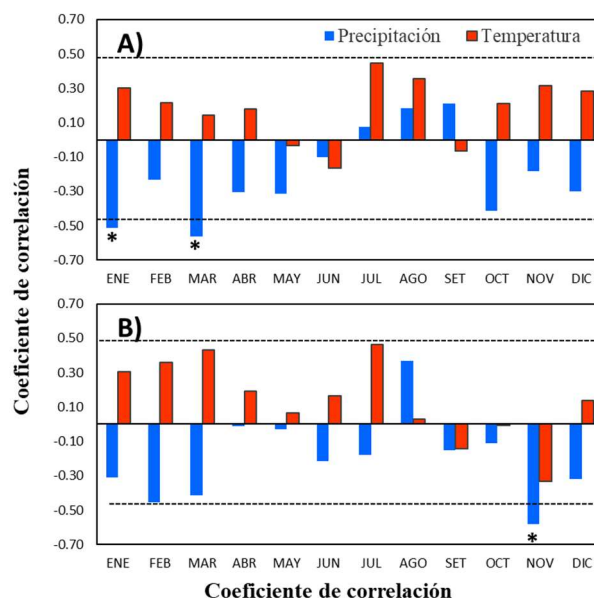 Coeficiente de correlación
A)
Precipitación Temperatura
0.70
0.50
0.30
0.10
-0.10
-0.30
-0.50
-0.70
* *
ENE FEB MAR ABR MAY JUN JUL AGO SET OCT NOV DIC
B)
0.70
0.50
0.30
0.10
-0.10
-0.30
-0.50
-0.70
*
ENE FEB MAR ABR MAY JUN JUL AGO SET OCT NOV DIC
Coeficiente de correlación